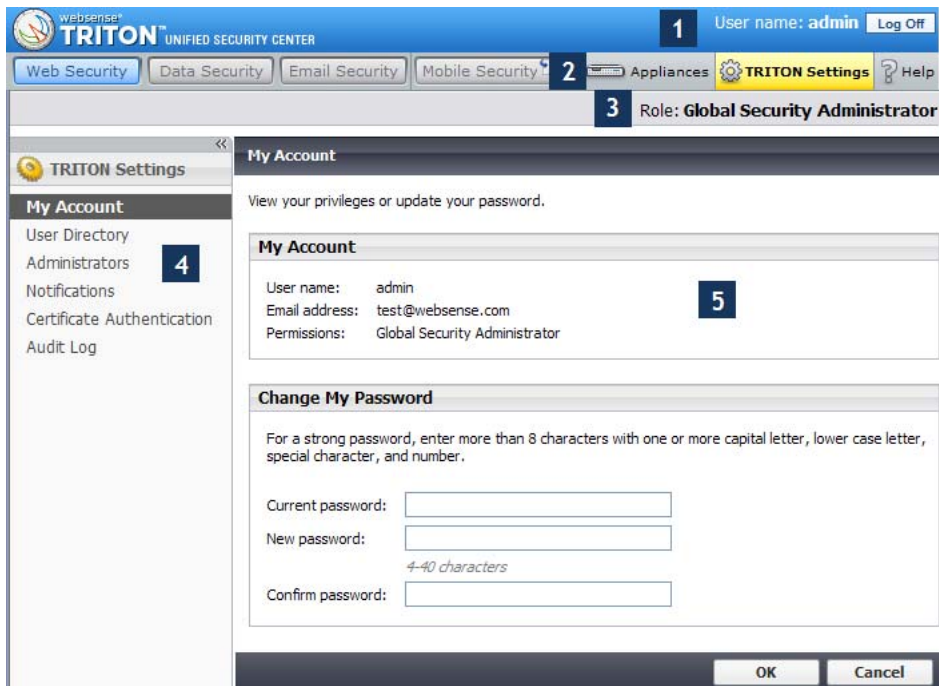 websense®
TRITON™ UNIFIED SECURITY CENTER
1
User name: admin
Log Off
Web Security
Data Security
Email Security
Mobile Security
2
Appliances
TRITON Settings
? Help
3
Role: Global Security Administrator
«
TRITON Settings
My Account
User Directory
Administrators
4
Notifications
Certificate Authentication
Audit Log
My Account
View your privileges or update your password.
My Account
User name: admin
Email address: test@websense.com
Permissions: Global Security Administrator
5
Change My Password
For a strong password, enter more than 8 characters with one or more capital letter, lower case letter,
special character, and number.
Current password:
New password:
4-40 characters
Confirm password:
OK
Cancel